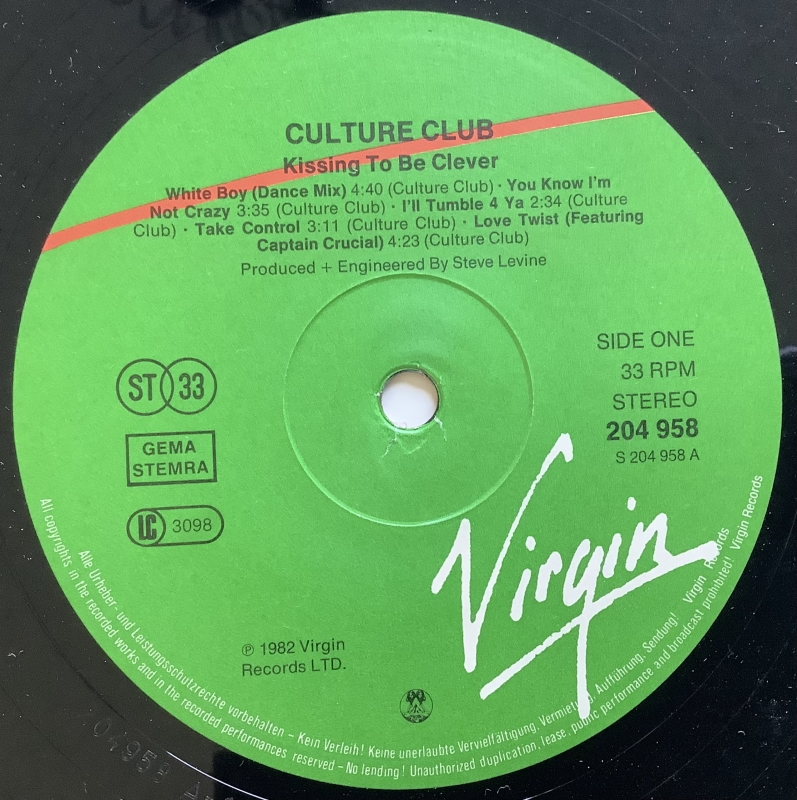 CULTURE CLUB
Kissing To Be Clever
White Boy (Dance Mix) 4:40 (Culture Club) · You Know I'm
Not Crazy 3:35 (Culture Club) · I'll Tumble 4 Ya 2:34 (Culture
Club) · Take Control 3:11 (Culture Club) · Love Twist (Featuring
Captain Crucial) 4:23 (Culture Club)
Produced + Engineered By Steve Levine
ST 33
GEMA
STEMRA
LC 3098
SIDE ONE
33 RPM
STEREO
204 958
S 204 958 A
Virgin
℗ 1982 Virgin
Records LTD.
Alle Urheber- und Leistungsschutzrechte vorbehalten – Kein Verleih! Keine unerlaubte Vervielfältigung, Vermietung, Aufführung, Sendung! Virgin Records
All copyrights in the recorded works and in the recorded performances reserved – No lending! Unauthorized duplication, lease, public performance and broadcast prohibited! Virgin Records